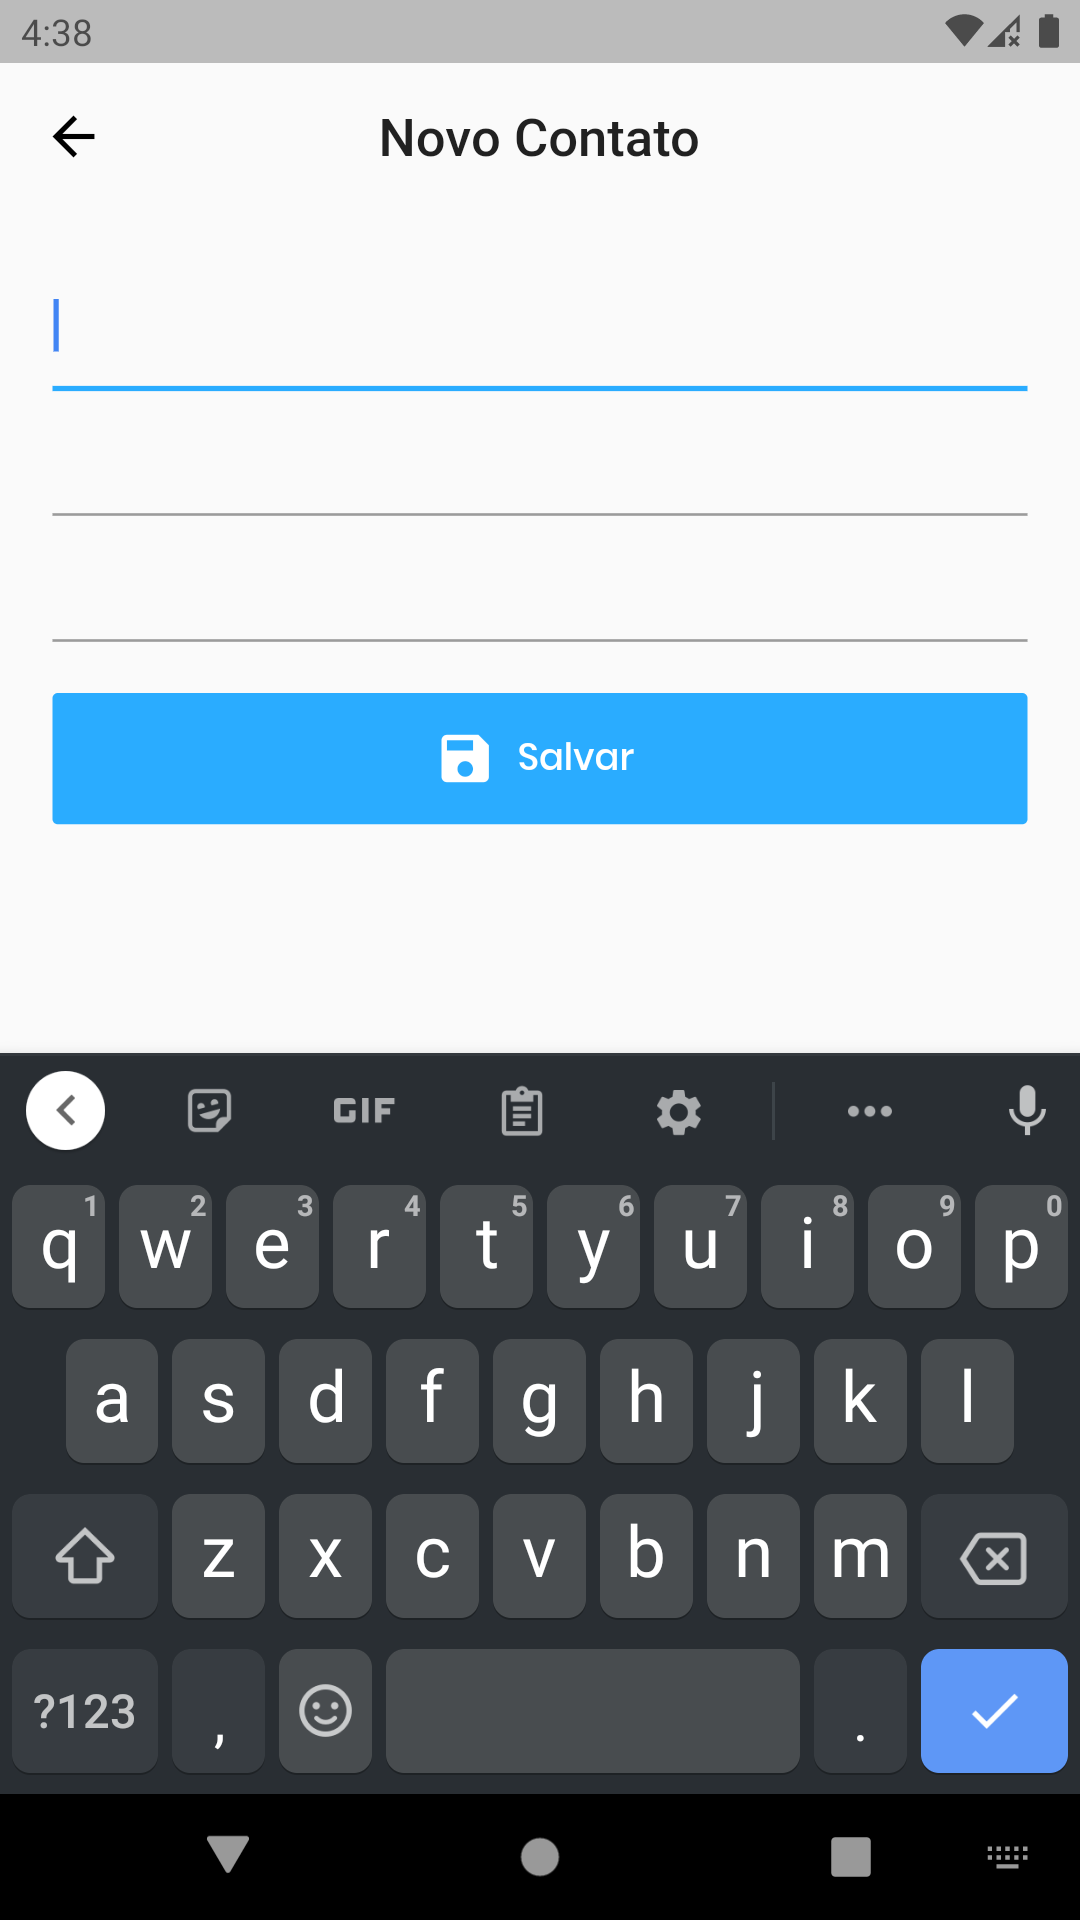 4:38
Novo Contato
Salvar
GIF
1 2 3 4 5 6 7 8 9 0
q w e r t y u i o p
a s d f g h j k l
z x c v b n m
?123 , .